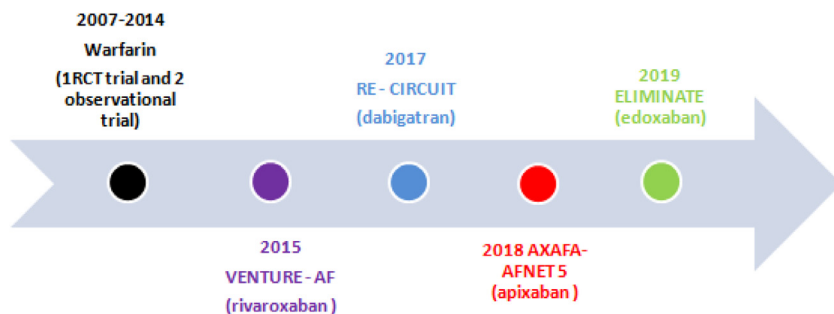 2007-2014
Warfarin
(1RCT trial and 2
observational
trial)
2015
VENTURE - AF
(rivaroxaban )
2017
RE - CIRCUIT
(dabigatran)
2018 AXAFA-
AFNET 5
(apixaban )
2019
ELIMINATE
(edoxaban)